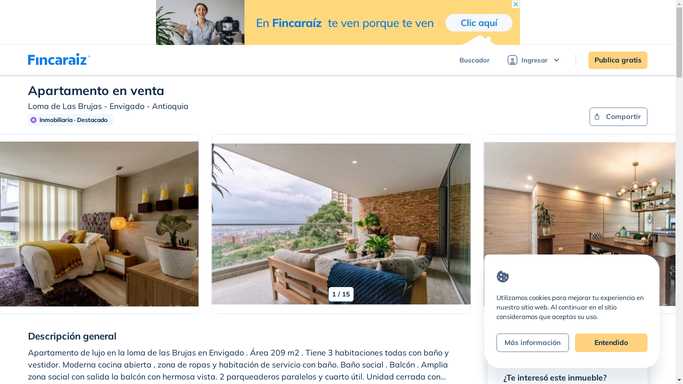 En Fincaraíz te ven porque te ven
Clic aquí
Fincaraiz
Buscador
Ingresar
Publica gratis
Apartamento en venta
Loma de Las Brujas - Envigado - Antioquia
Inmobiliaria · Destacado
Compartir
1 / 15
Descripción general
Apartamento de lujo en la loma de las Brujas en Envigado . Área 209 m2 . Tiene 3 habitaciones todas con baño y
vestidor. Moderna cocina abierta , zona de ropas y habitación de servicio con baño. Baño social . Balcón . Amplia
zona social con salida la balcón con hermosa vista. 2 parqueaderos paralelos y cuarto útil. Unidad cerrada con...
Utilizamos cookies para mejorar tu experiencia en
nuestro sitio web. Al continuar en el sitio
consideramos que aceptas su uso.
Más información
Entendido
¿Te interesó este inmueble?